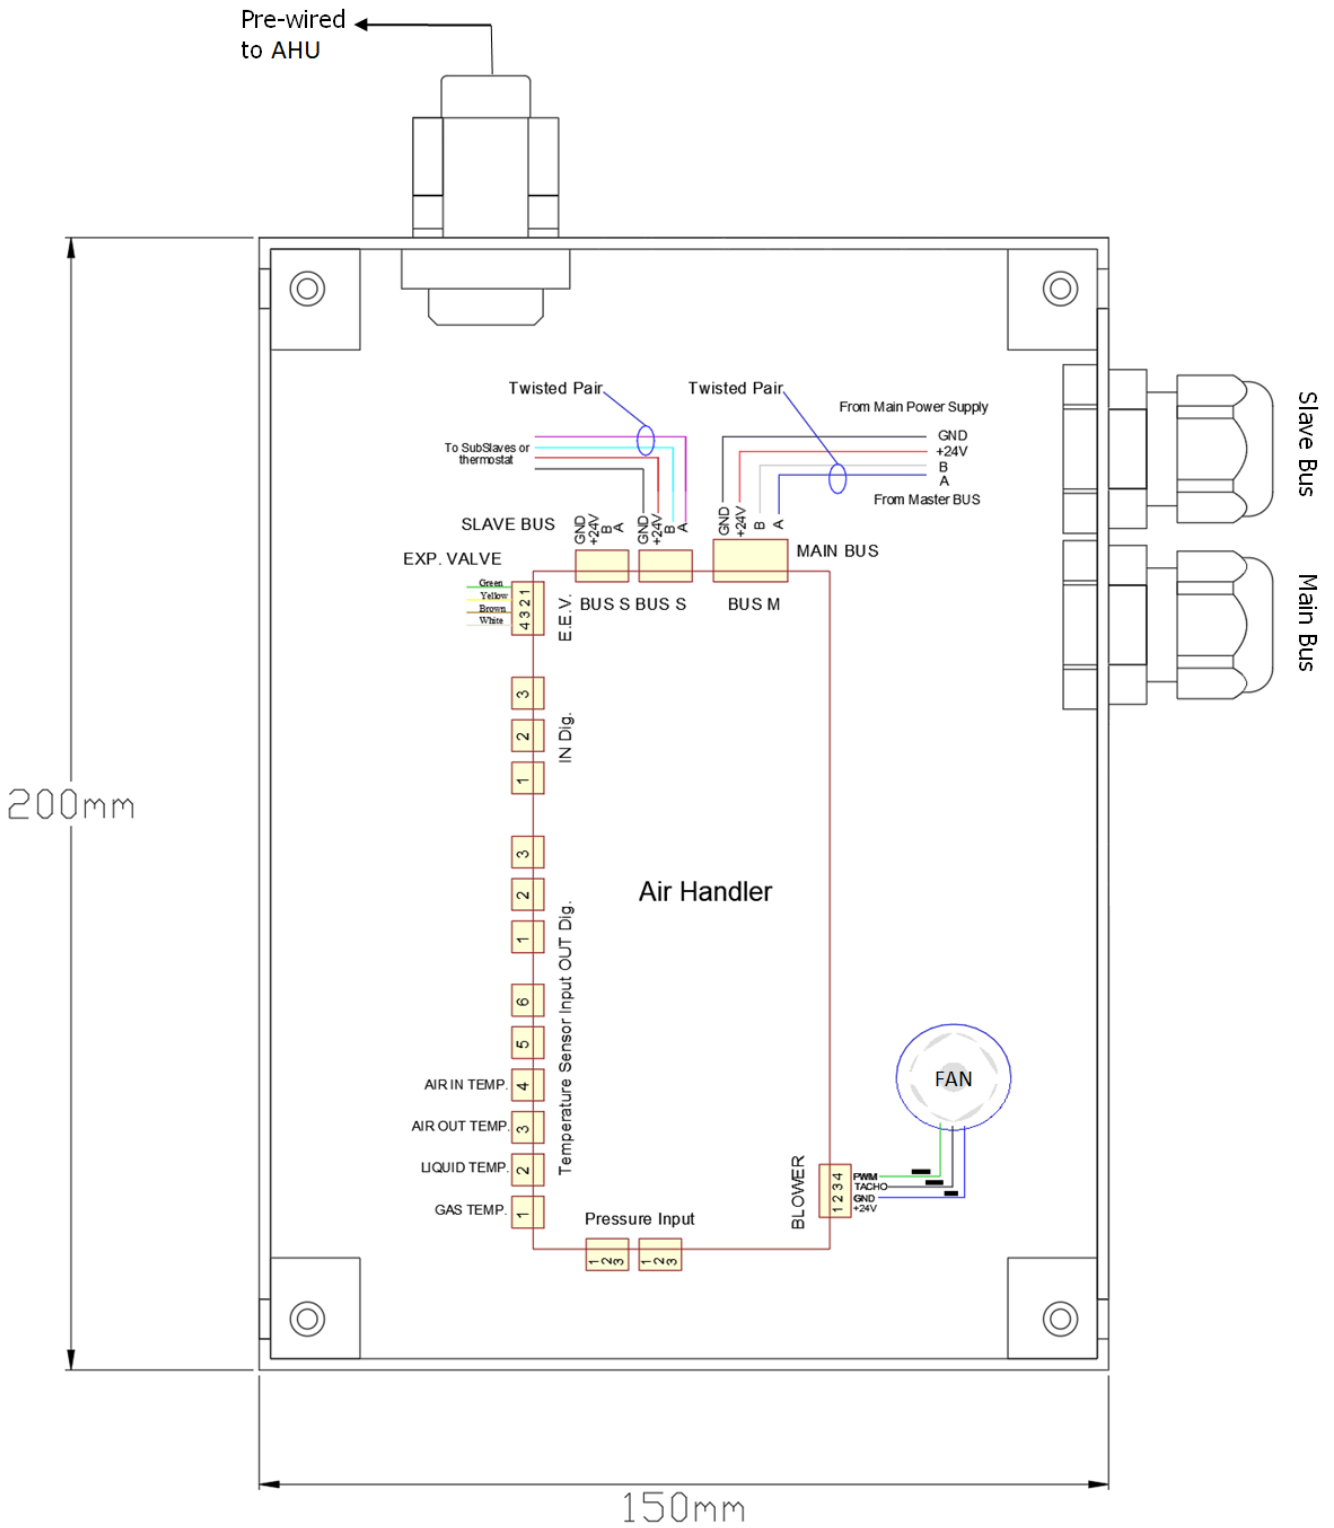 Pre-wired
to AHU
Slave Bus
Main Bus
200mm
150mm
Twisted Pair
Twisted Pair
From Main Power Supply
GND
+24V
B
A
From Master BUS
To SubSlaves or
thermostat
SLAVE BUS
GND
+24V
B
A
GND
+24V
B
A
GND
+24V
B
A
MAIN BUS
EXP. VALVE
BUS S
BUS S
BUS M
Green
Yellow
Brown
White
4 3 2 1
E.E.V.
3
2
1
IN Dig.
3
2
1
OUT Dig.
Air Handler
6
5
AIR IN TEMP. 4
AIR OUT TEMP. 3
LIQUID TEMP. 2
GAS TEMP. 1
Temperature Sensor Input
FAN
BLOWER
1 2 3 4
PWM
TACHO
GND
+24V
Pressure Input
1 2 3
1 2 3